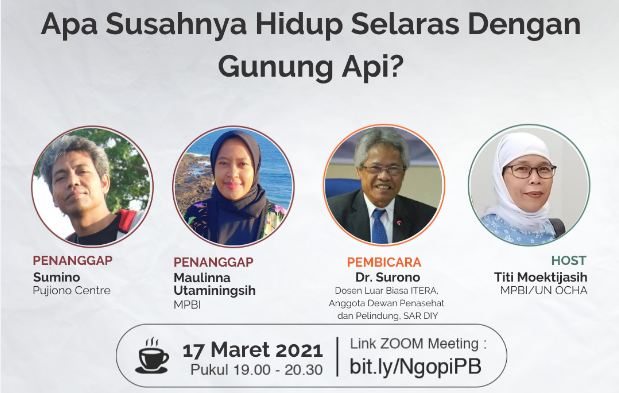 Apa Susahnya Hidup Selaras Dengan
Gunung Api?
PENANGGAP
Sumino
Pujiono Centre
PENANGGAP
Maulinna
Utaminingsih
MPBI
PEMBICARA
Dr. Surono
Dosen Luar Biasa ITERA,
Anggota Dewan Penasehat
dan Pelindung, SAR DIY
HOST
Titi Moektijasih
MPBI/UN OCHA
17 Maret 2021
Pukul 19.00 - 20.30
Link ZOOM Meeting :
bit.ly/NgopiPB